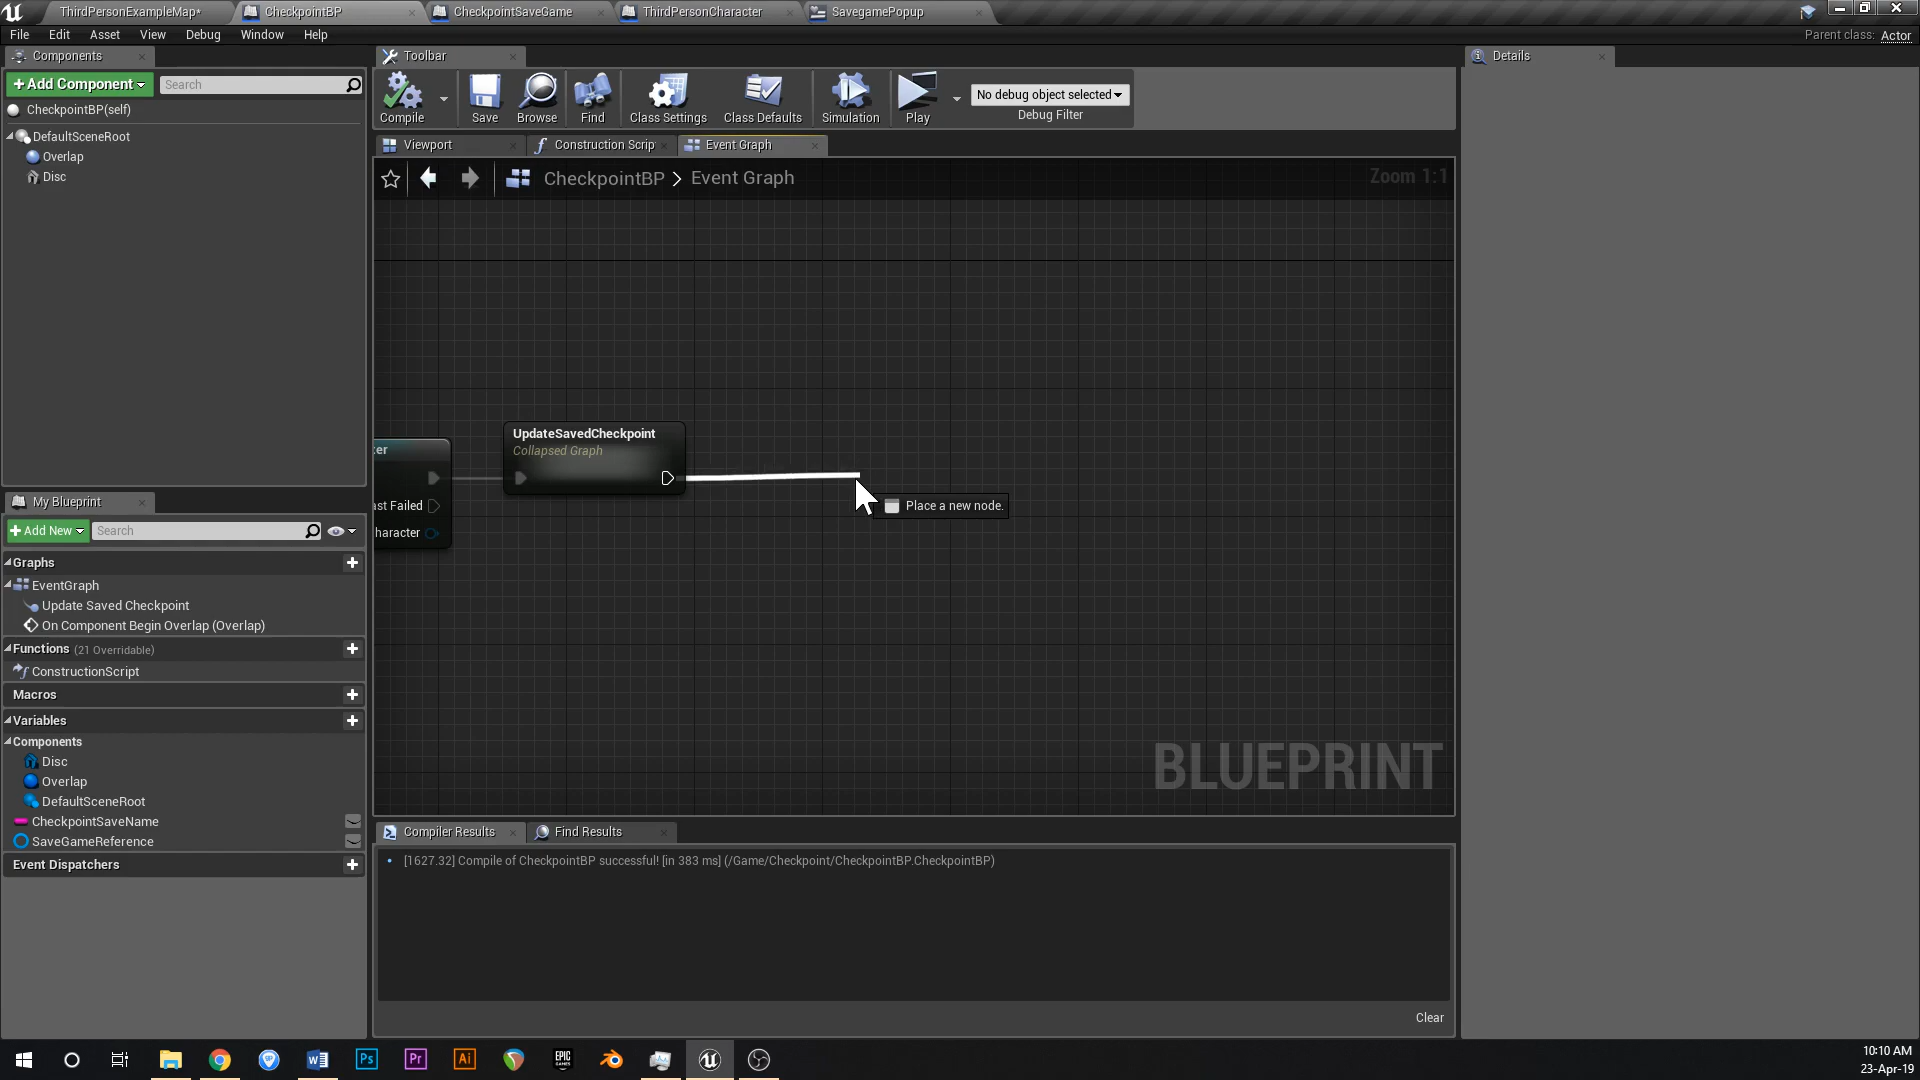 ThirdPersonExampleMap*
CheckpointBP
CheckpointSaveGame
ThirdPersonCharacter
SavegamePopup
File Edit Asset View Debug Window Help
Parent class: Actor
Components
+ Add Component
Search
CheckpointBP(self)
DefaultSceneRoot
Overlap
Disc
Toolbar
Compile
Save
Browse
Find
Class Settings
Class Defaults
Simulation
Play
No debug object selected
Debug Filter
Details
Viewport
Construction Scrip
Event Graph
CheckpointBP > Event Graph
Zoom 1:1
ter
ast Failed
haracter
UpdateSavedCheckpoint
Collapsed Graph
Place a new node.
BLUEPRINT
My Blueprint
+ Add New
Search
Graphs
EventGraph
Update Saved Checkpoint
On Component Begin Overlap (Overlap)
Functions (21 Overridable)
ConstructionScript
Macros
Variables
Components
Disc
Overlap
DefaultSceneRoot
CheckpointSaveName
SaveGameReference
Event Dispatchers
Compiler Results
Find Results
[1627.32] Compile of CheckpointBP successful! [in 383 ms] (/Game/Checkpoint/CheckpointBP.CheckpointBP)
Clear
Ps
Pr
Ai
EPIC
GAMES
10:10 AM
23-Apr-19